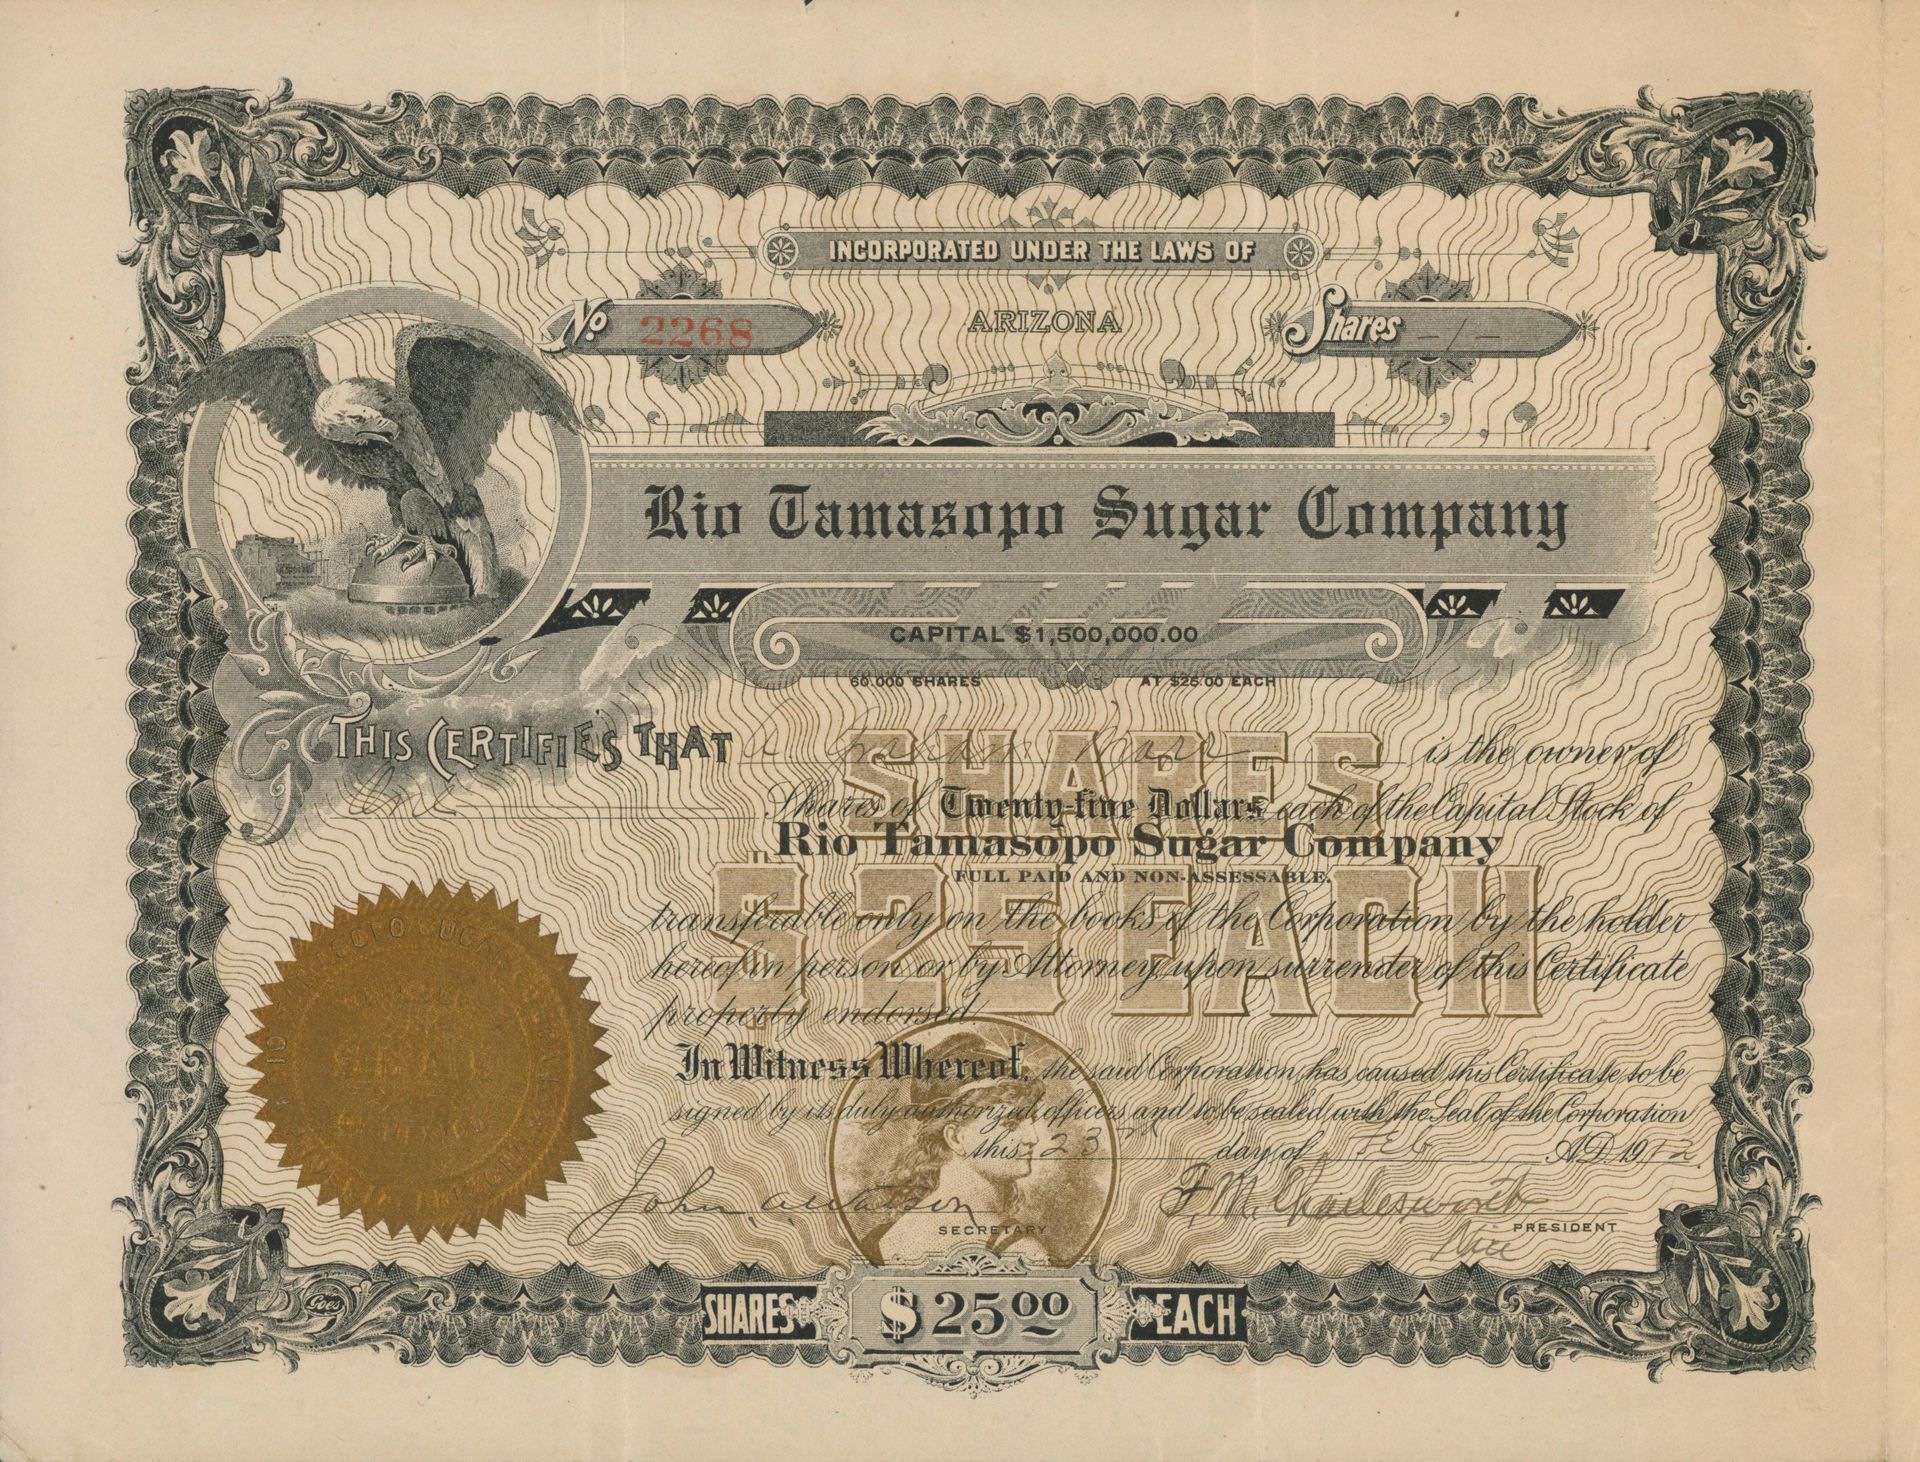 INCORPORATED UNDER THE LAWS OF
No 2268
ARIZONA
Shares -1-
Rio Tamasopo Sugar Company
CAPITAL $1,500,000.00
60.000 SHARES AT $25.00 EACH
THIS CERTIFIES THAT is the owner of
One Shares of Twenty-five Dollars each of the Capital Stock of
SHARES
Rio Tamasopo Sugar Company
FULL PAID AND NON-ASSESSABLE.
$25 EACH
transferable only on the books of the Corporation by the holder
hereof in person or by Attorney upon surrender of this Certificate
properly endorsed.
In Witness Whereof, the said Corporation has caused this Certificate to be
signed by its duly authorized officers and to be sealed with the Seal of the Corporation
this 23rd day of Feb A.D. 1912
John A Watson
SECRETARY
F. M. Charlesworth
Vice PRESIDENT
SEAL
Goes
SHARES $25.00 EACH